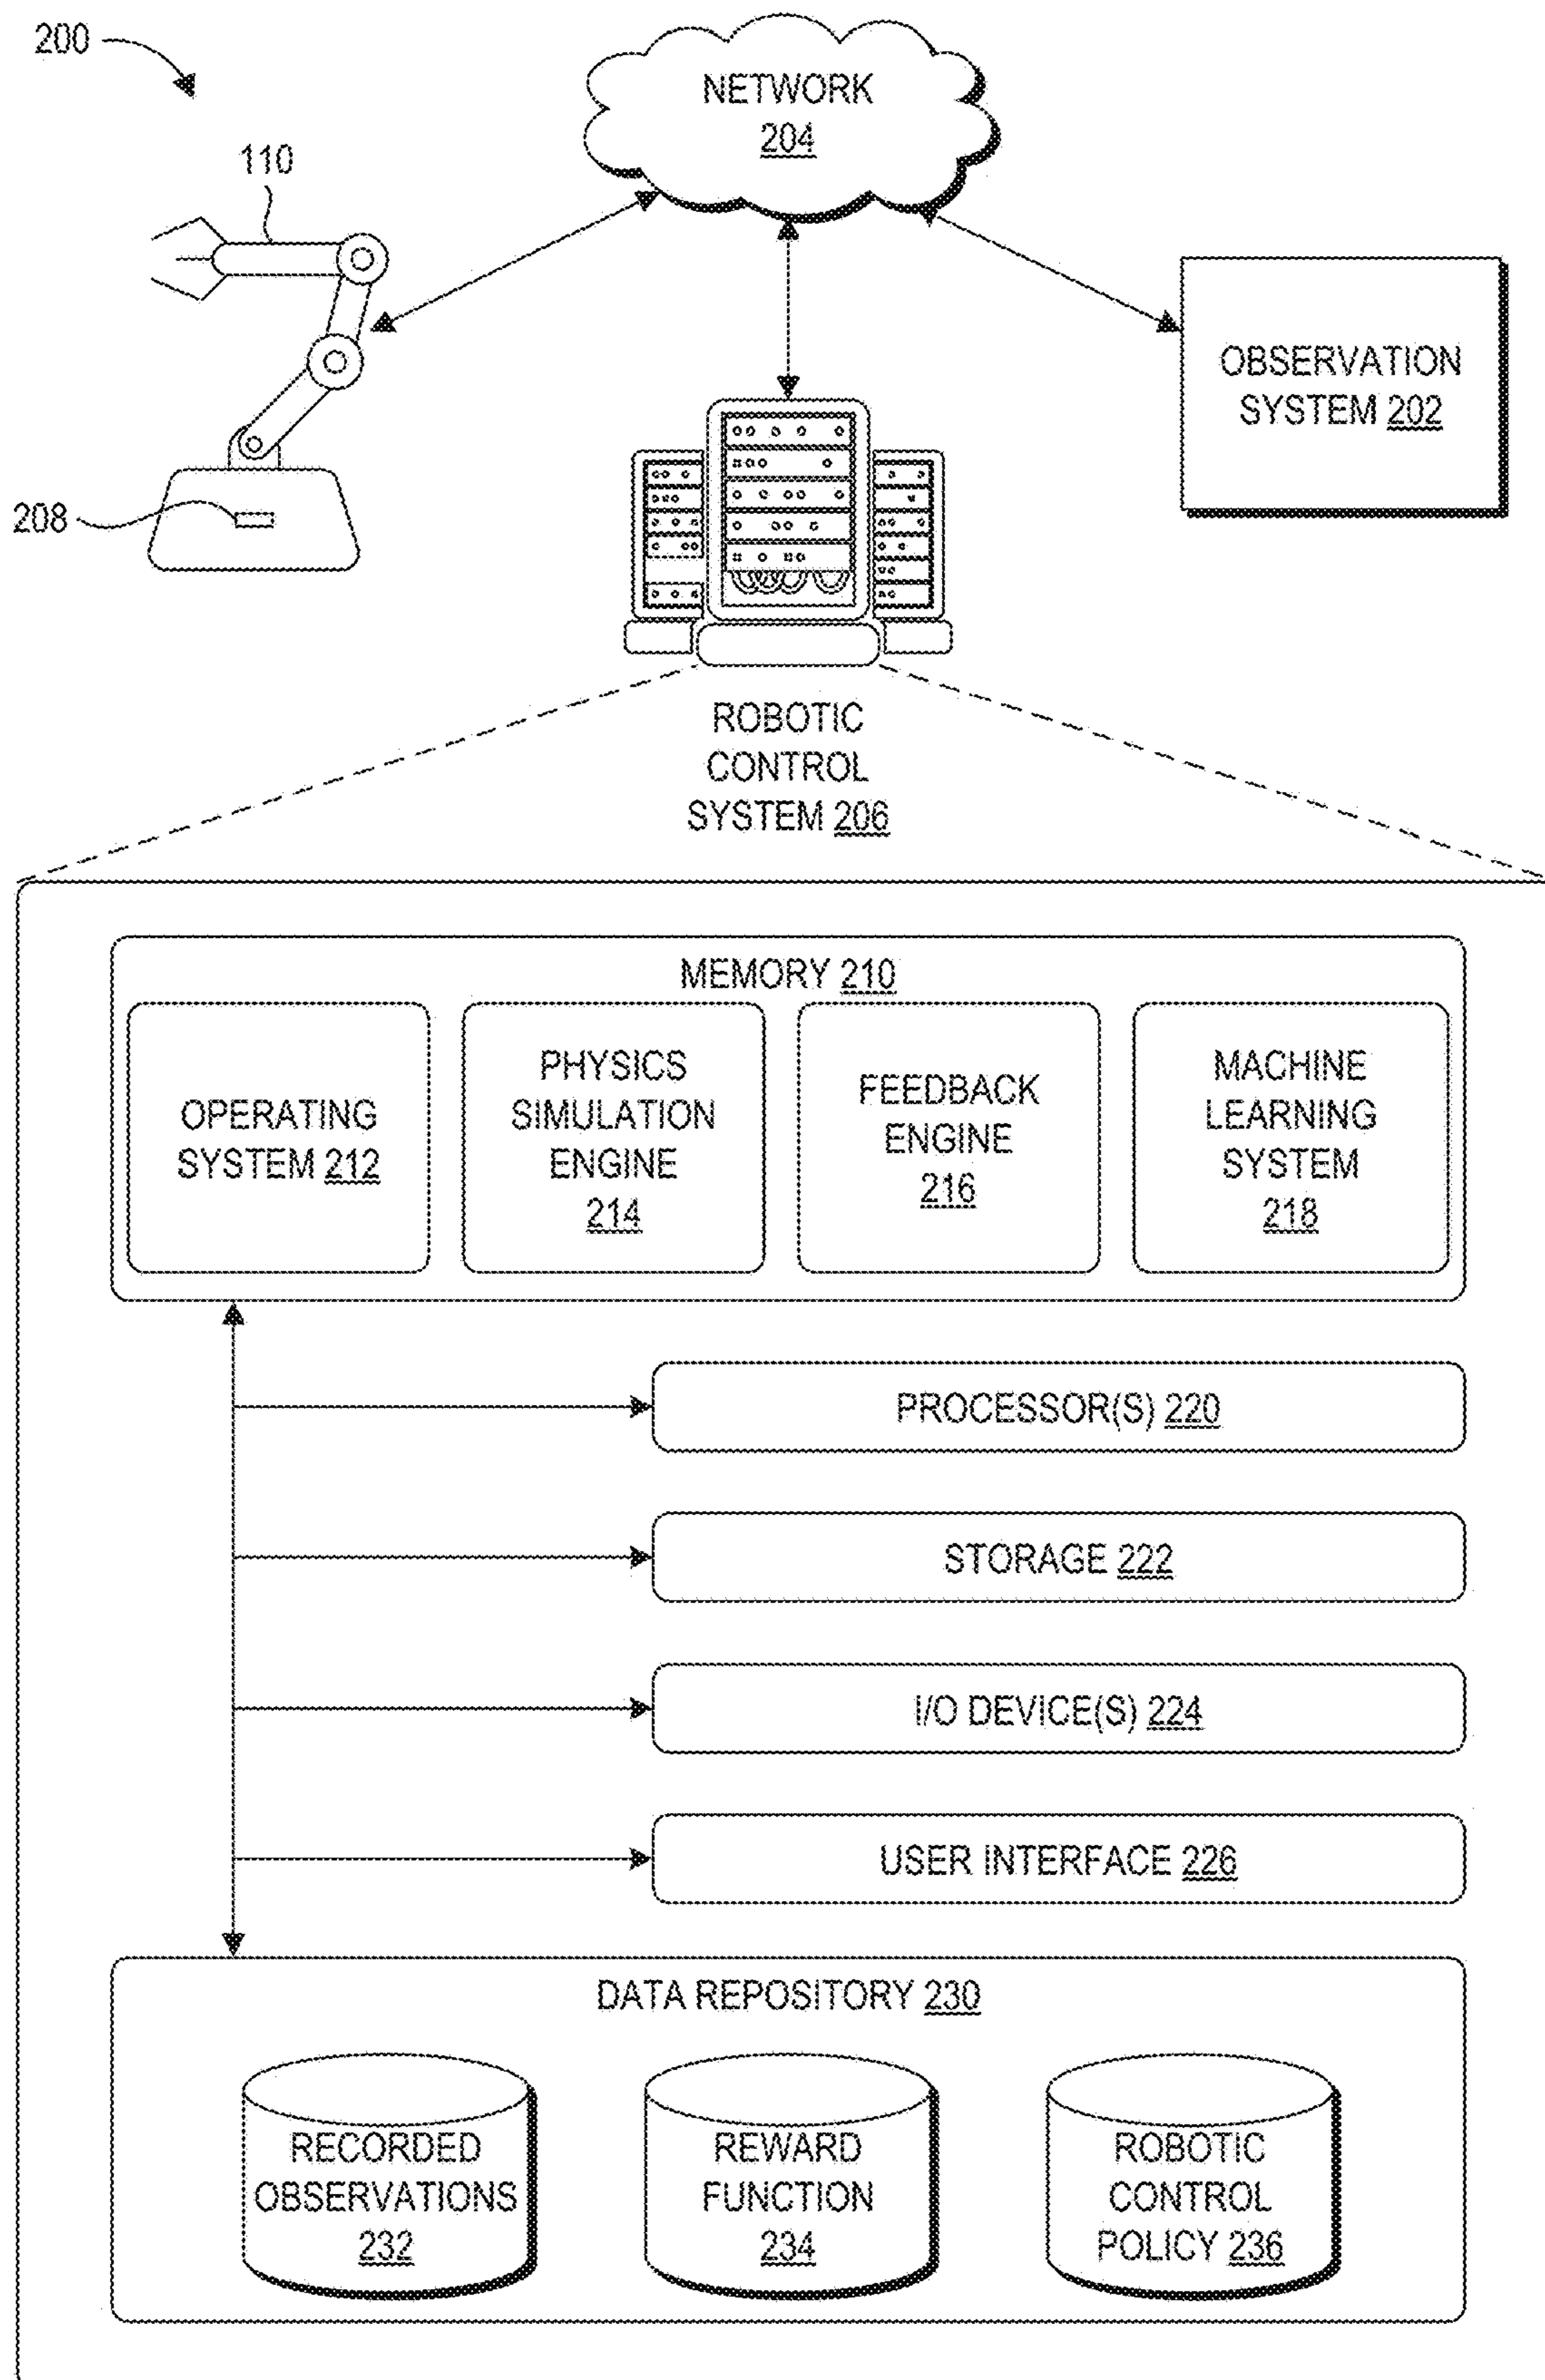 200
NETWORK
204
110
OBSERVATION
SYSTEM 202
208
ROBOTIC
CONTROL
SYSTEM 206
MEMORY 210
OPERATING
SYSTEM 212
PHYSICS
SIMULATION
ENGINE
214
FEEDBACK
ENGINE
216
MACHINE
LEARNING
SYSTEM
218
PROCESSOR(S) 220
STORAGE 222
I/O DEVICE(S) 224
USER INTERFACE 226
DATA REPOSITORY 230
RECORDED
OBSERVATIONS
232
REWARD
FUNCTION
234
ROBOTIC
CONTROL
POLICY 236